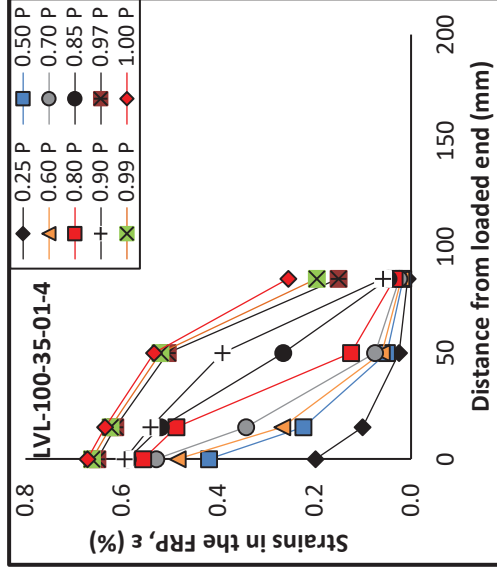 LVL-100-35-01-4
0.25 P
0.50 P
0.60 P
0.70 P
0.80 P
0.85 P
0.90 P
0.97 P
0.99 P
1.00 P
Strains in the FRP, ε (%)
0.8
0.6
0.4
0.2
0.0
0
50
100
150
200
Distance from loaded end (mm)